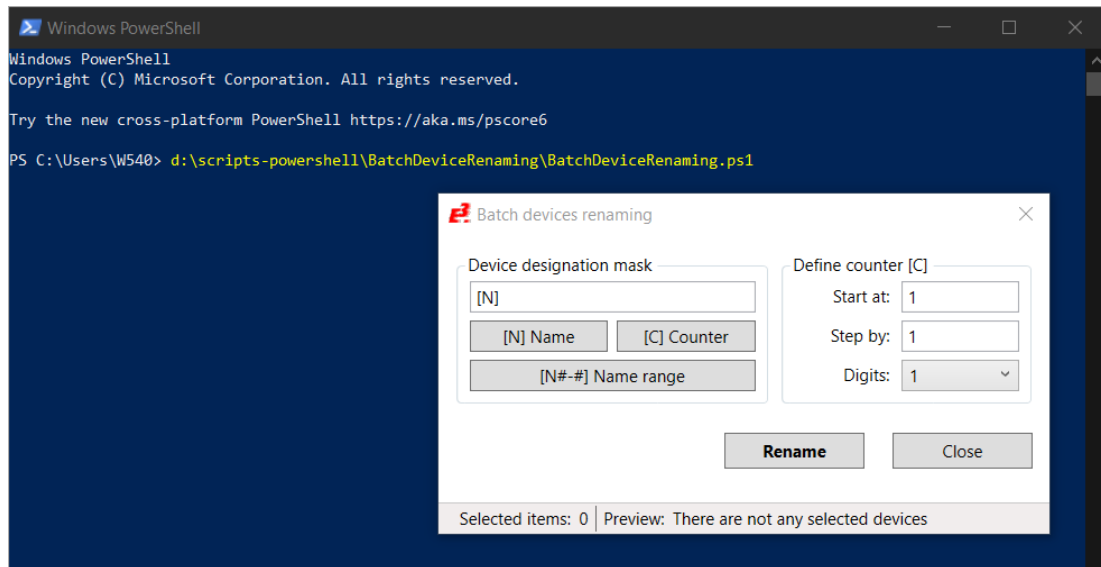 Windows PowerShell
Windows PowerShell
Copyright (C) Microsoft Corporation. All rights reserved.
Try the new cross-platform PowerShell https://aka.ms/pscore6
PS C:\Users\W540> d:\scripts-powershell\BatchDeviceRenaming\BatchDeviceRenaming.ps1
E3. Batch devices renaming
Device designation mask
[N]
[N] Name [C] Counter
[N#-#] Name range
Define counter [C]
Start at: 1
Step by: 1
Digits: 1
Rename Close
Selected items: 0 Preview: There are not any selected devices